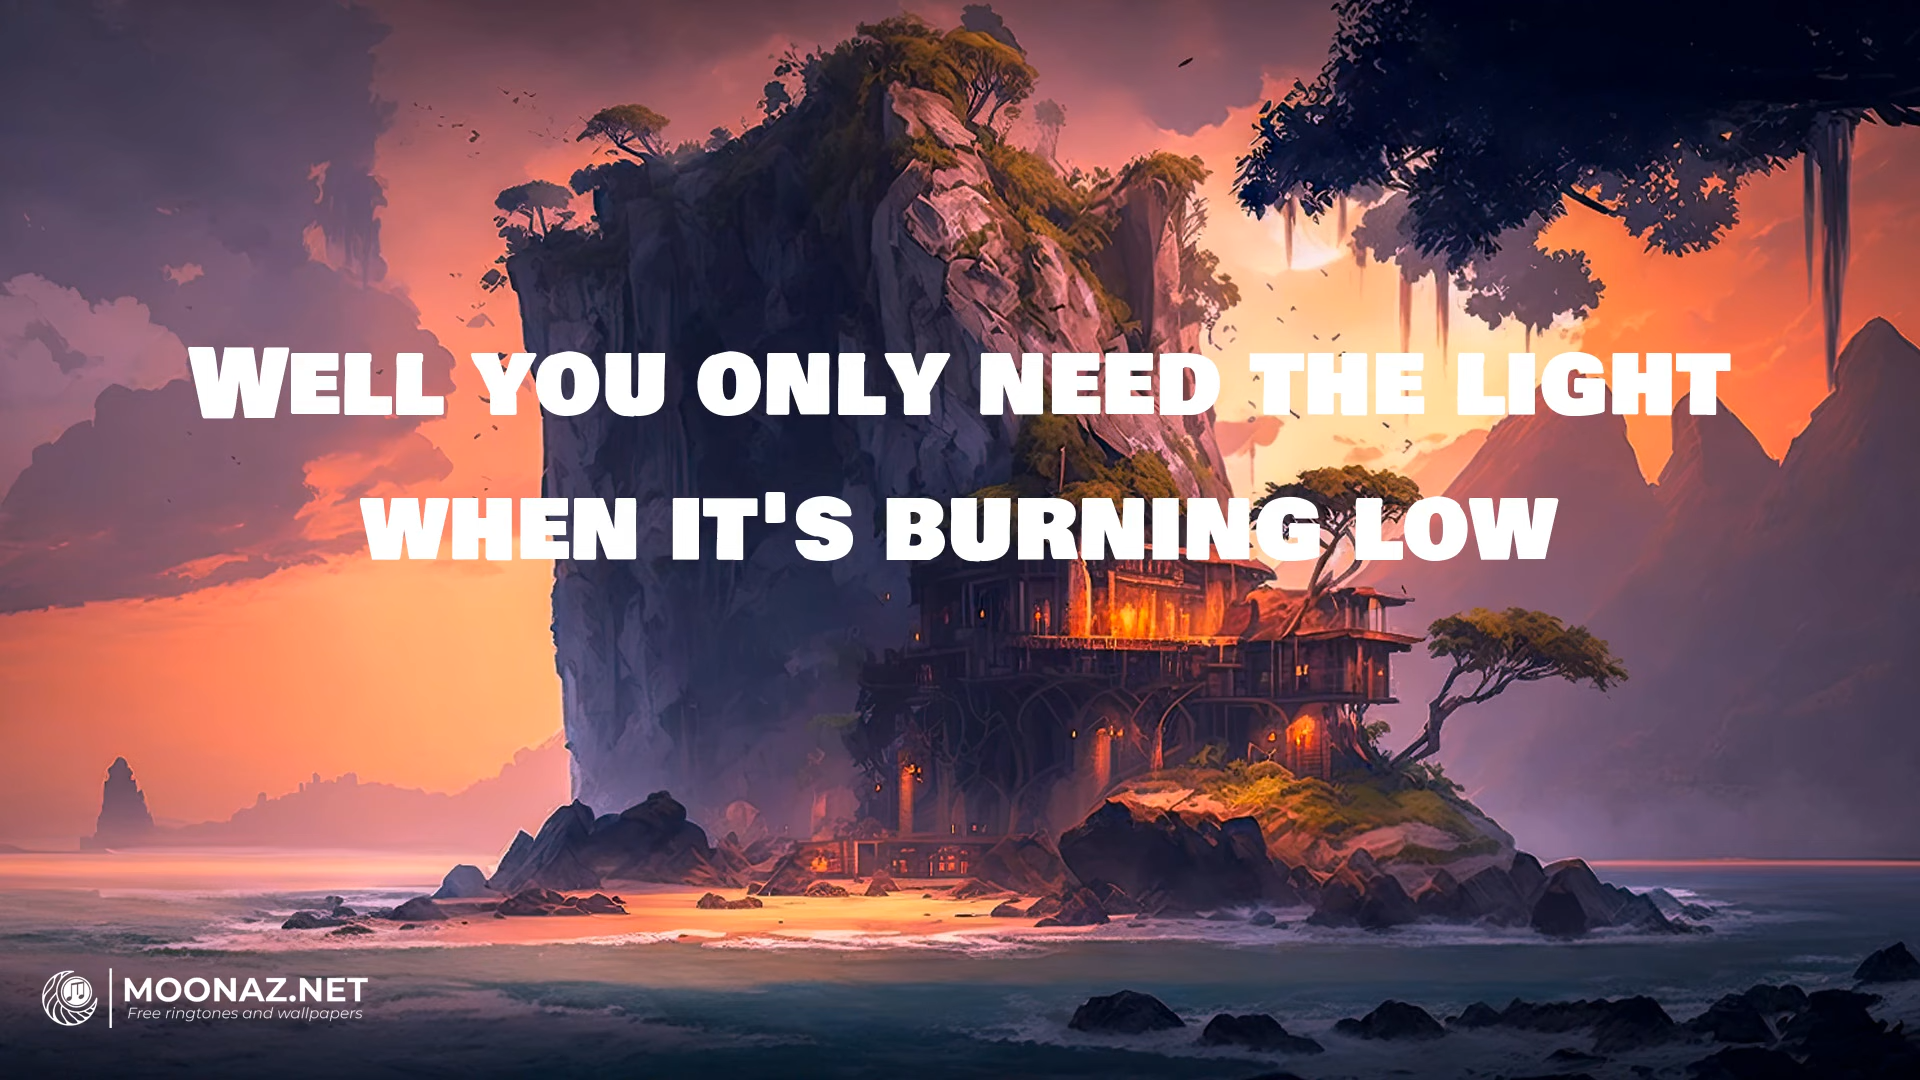 Well you only need the light
when it's burning low
MOONAZ.NET
Free ringtones and wallpapers